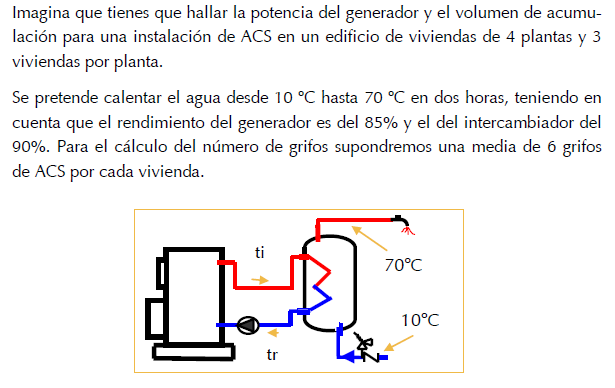 Imagina que tienes que hallar la potencia del generador y el volumen de acumu-
lación para una instalación de ACS en un edificio de viviendas de 4 plantas y 3
viviendas por planta.
Se pretende calentar el agua desde 10 ºC hasta 70 ºC en dos horas, teniendo en
cuenta que el rendimiento del generador es del 85% y el del intercambiador del
90%. Para el cálculo del número de grifos supondremos una media de 6 grifos
de ACS por cada vivienda.
ti
70ºC
10ºC
tr